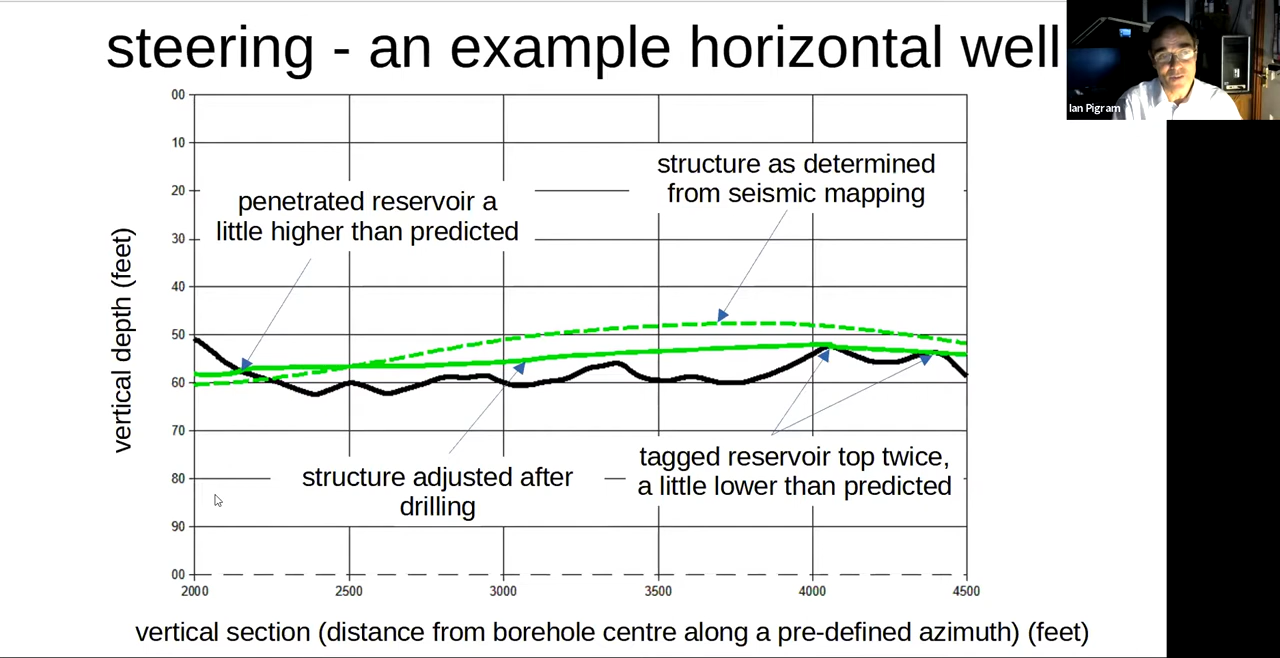 steering - an example horizontal well
Ian Pigram
00
10
20
30
40
50
60
70
80
90
00
vertical depth (feet)
penetrated reservoir a
little higher than predicted
structure as determined
from seismic mapping
structure adjusted after
drilling
tagged reservoir top twice,
a little lower than predicted
2000 2500 3000 3500 4000 4500
vertical section (distance from borehole centre along a pre-defined azimuth) (feet)